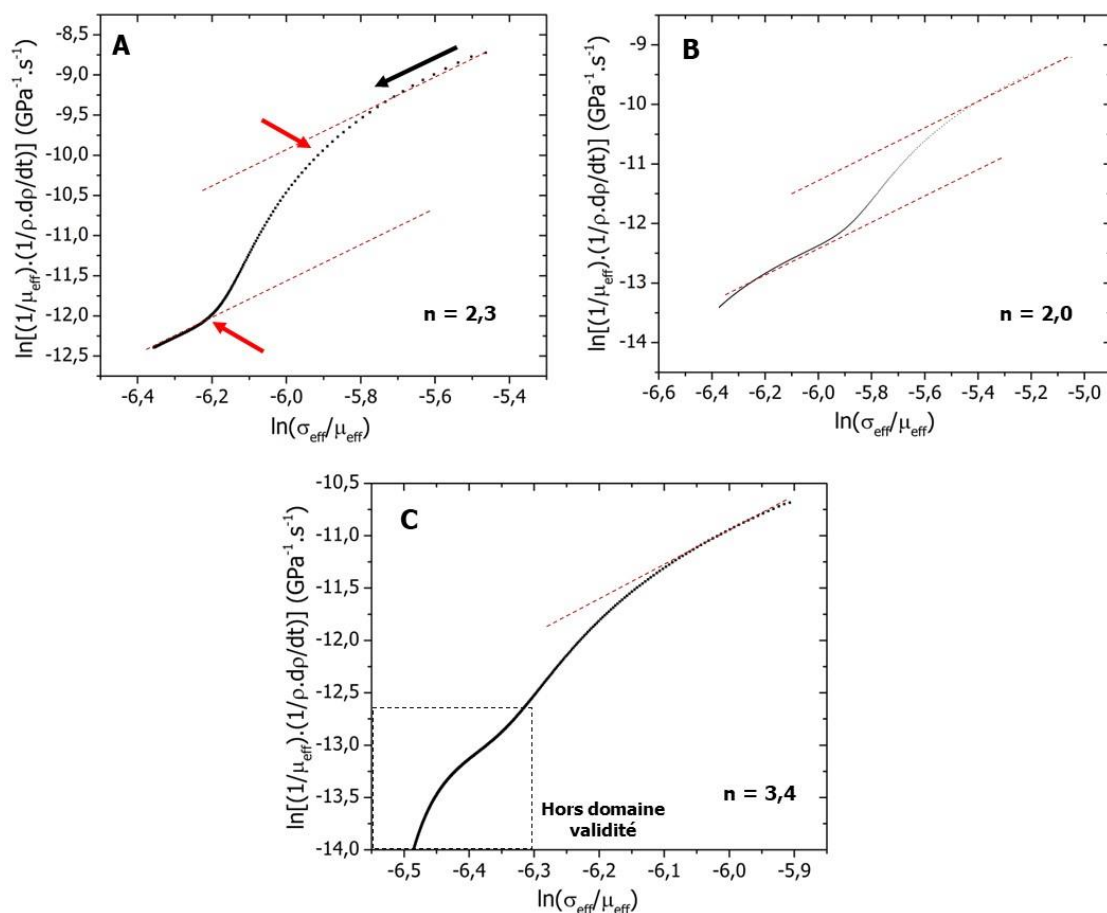 A
ln[(1/μeff).(1/ρ.dρ/dt)] (GPa⁻¹.s⁻¹)
-8,5
-9,0
-9,5
-10,0
-10,5
-11,0
-11,5
-12,0
-12,5
n = 2,3
-6,4 -6,2 -6,0 -5,8 -5,6 -5,4
ln(σeff/μeff)
B
ln[(1/μeff).(1/ρ.dρ/dt)] (GPa⁻¹.s⁻¹)
-9
-10
-11
-12
-13
-14
n = 2,0
-6,6 -6,4 -6,2 -6,0 -5,8 -5,6 -5,4 -5,2 -5,0 -4,9
ln(σeff/μeff)
C
ln[(1/μeff).(1/ρ.dρ/dt)] (GPa⁻¹.s⁻¹)
-10,5
-11,0
-11,5
-12,0
-12,5
-13,0
-13,5
-14,0
Hors domaine
validité
n = 3,4
-6,5 -6,4 -6,3 -6,2 -6,1 -6,0 -5,9
ln(σeff/μeff)